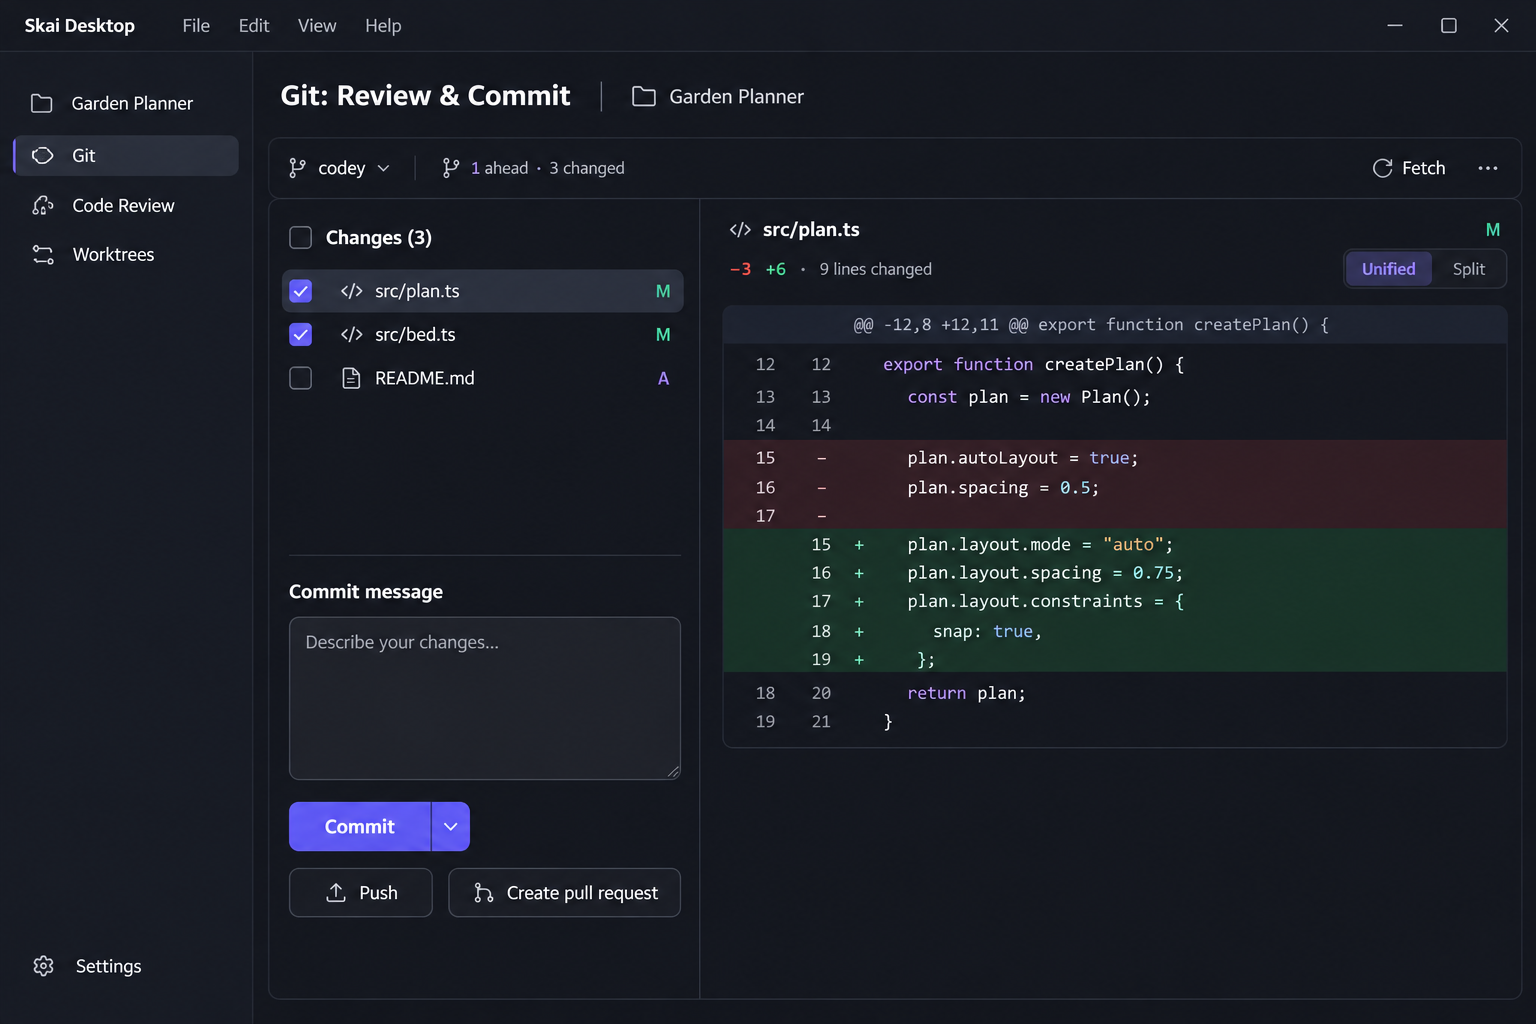 Skai Desktop File Edit View Help
Garden Planner
Git
Code Review
Worktrees
Settings
Git: Review & Commit Garden Planner
codey 1 ahead · 3 changed Fetch
Changes (3)
src/plan.ts M
src/bed.ts M
README.md A
Commit message
Describe your changes...
Commit
Push Create pull request
</> src/plan.ts M
−3 +6 · 9 lines changed Unified Split
@@ -12,8 +12,11 @@ export function createPlan() {
12 12 export function createPlan() {
13 13 const plan = new Plan();
14 14
15 – plan.autoLayout = true;
16 – plan.spacing = 0.5;
17 –
15 + plan.layout.mode = "auto";
16 + plan.layout.spacing = 0.75;
17 + plan.layout.constraints = {
18 + snap: true,
19 + };
18 20 return plan;
19 21 }